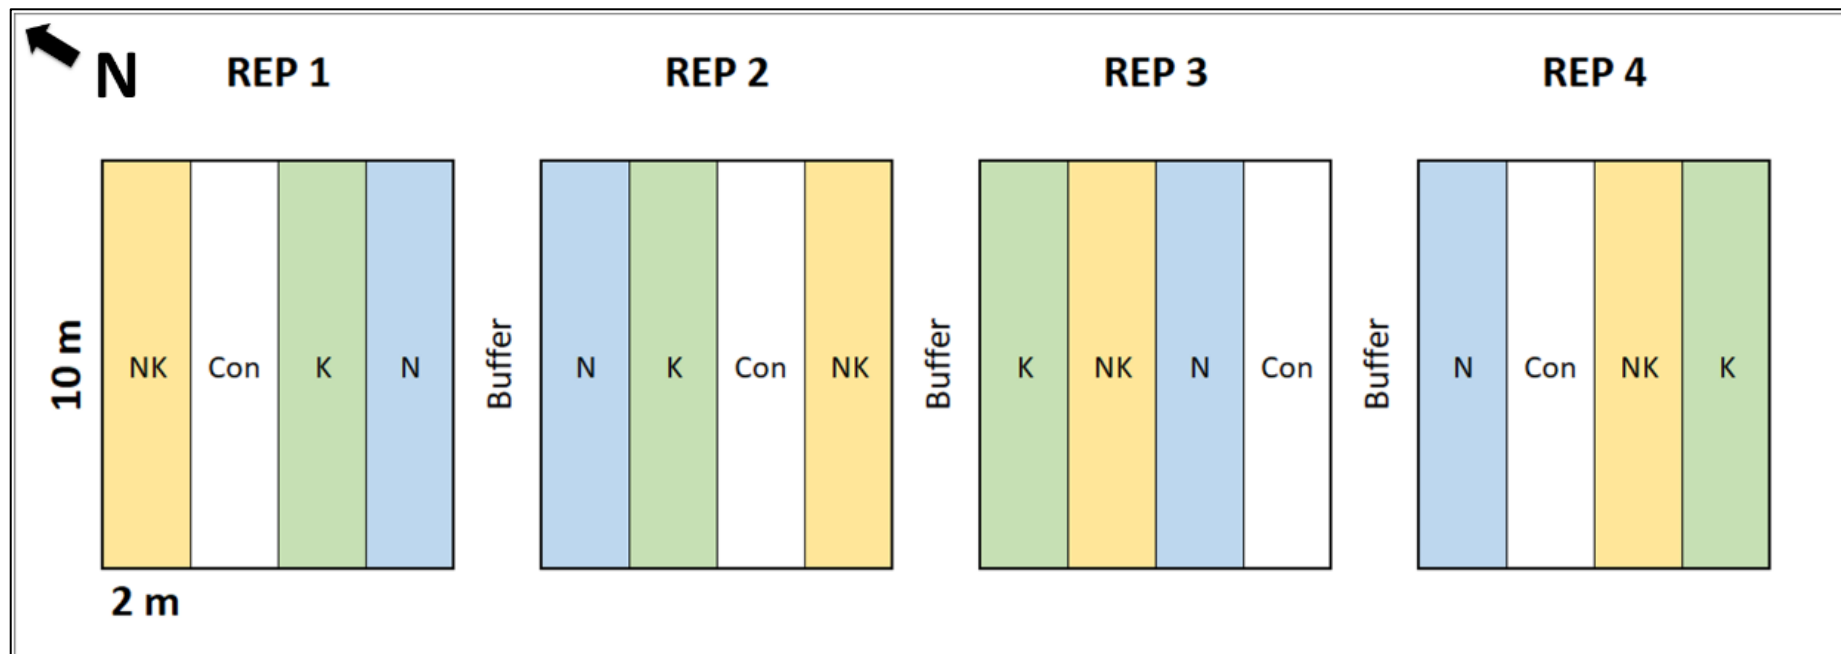 N
REP 1
REP 2
REP 3
REP 4
10 m
NK
Con
K
N
Buffer
N
K
Con
NK
Buffer
K
NK
N
Con
Buffer
N
Con
NK
K
2 m